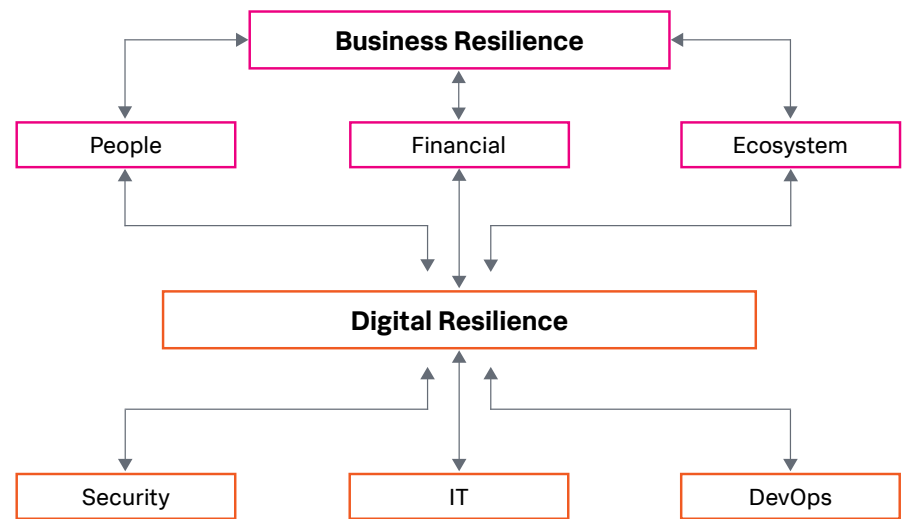 Business Resilience
People
Financial
Ecosystem
Digital Resilience
Security
IT
DevOps